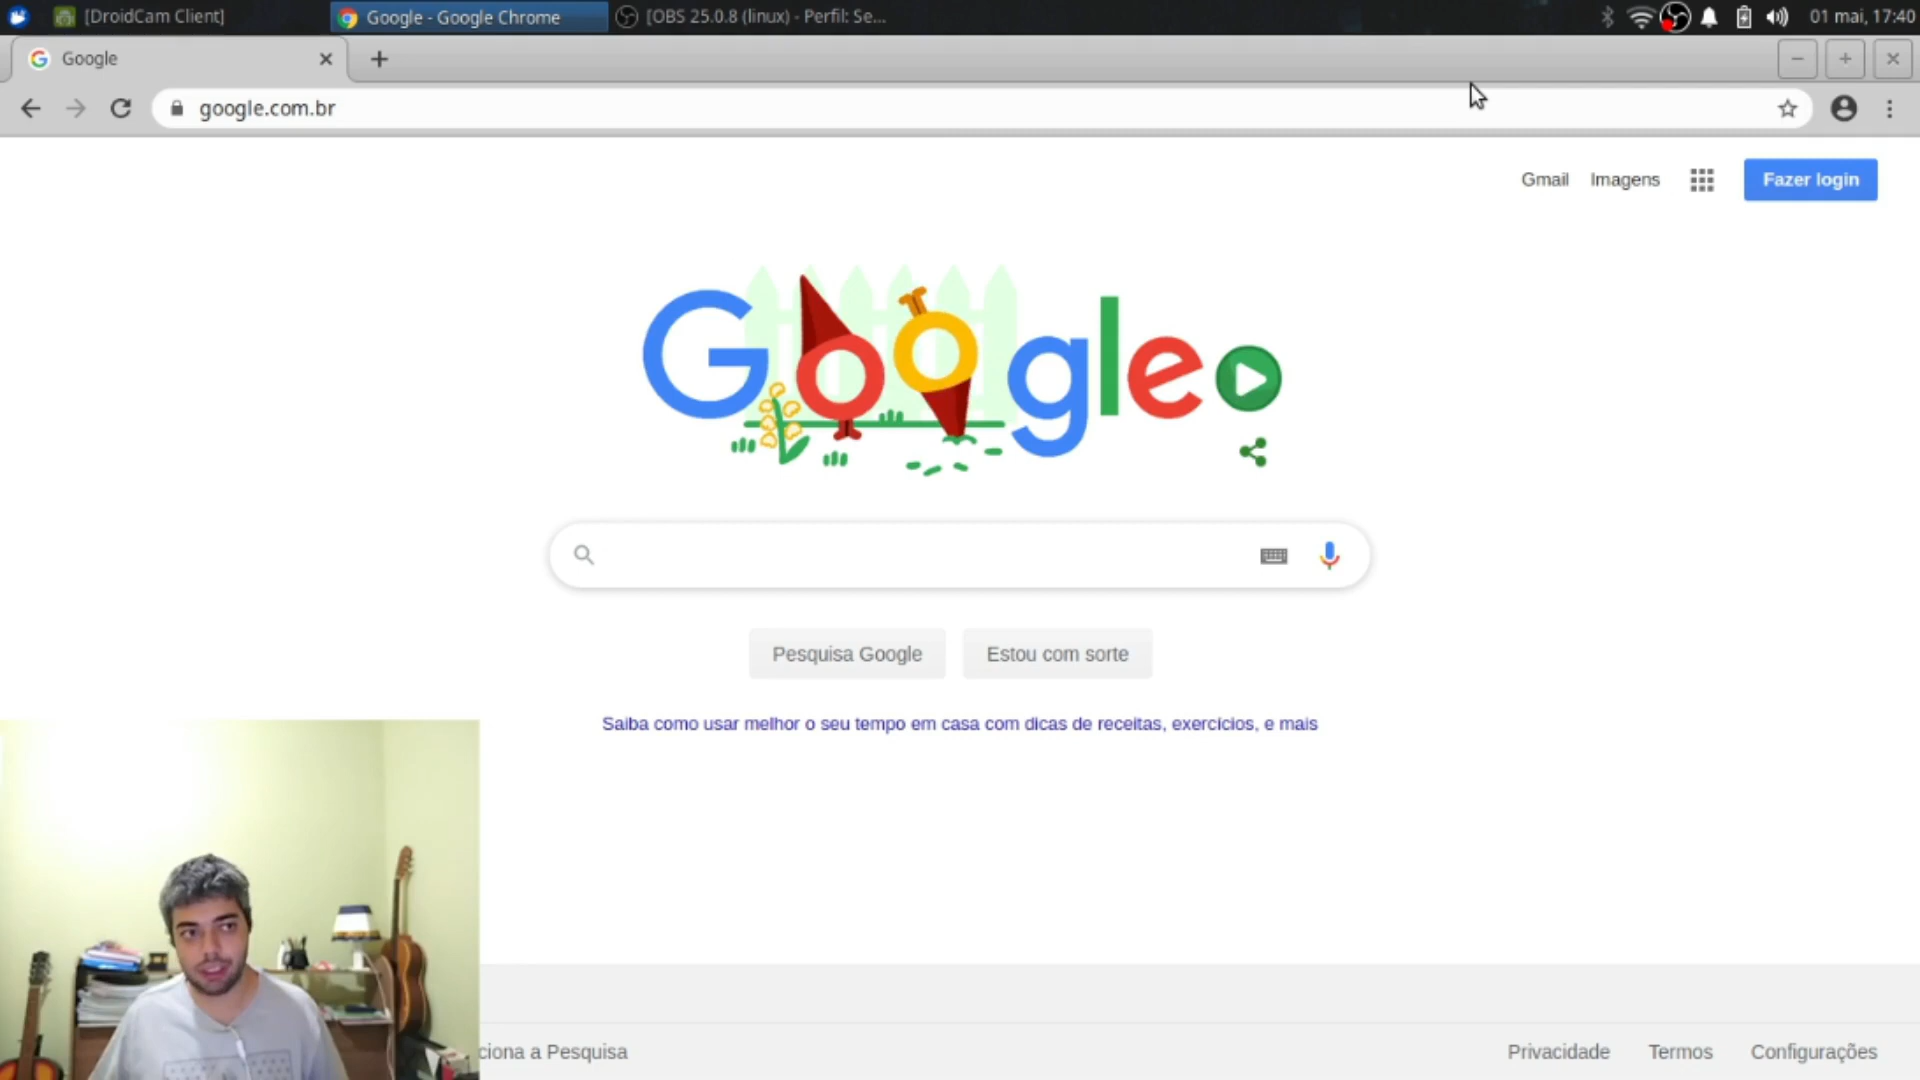 [DroidCam Client]
Google - Google Chrome
[OBS 25.0.8 (linux) - Perfil: Se...
01 mai, 17:40
Google
google.com.br
Gmail
Imagens
Fazer login
Google
Pesquisa Google
Estou com sorte
Saiba como usar melhor o seu tempo em casa com dicas de receitas, exercícios, e mais
ciona a Pesquisa
Privacidade
Termos
Configurações